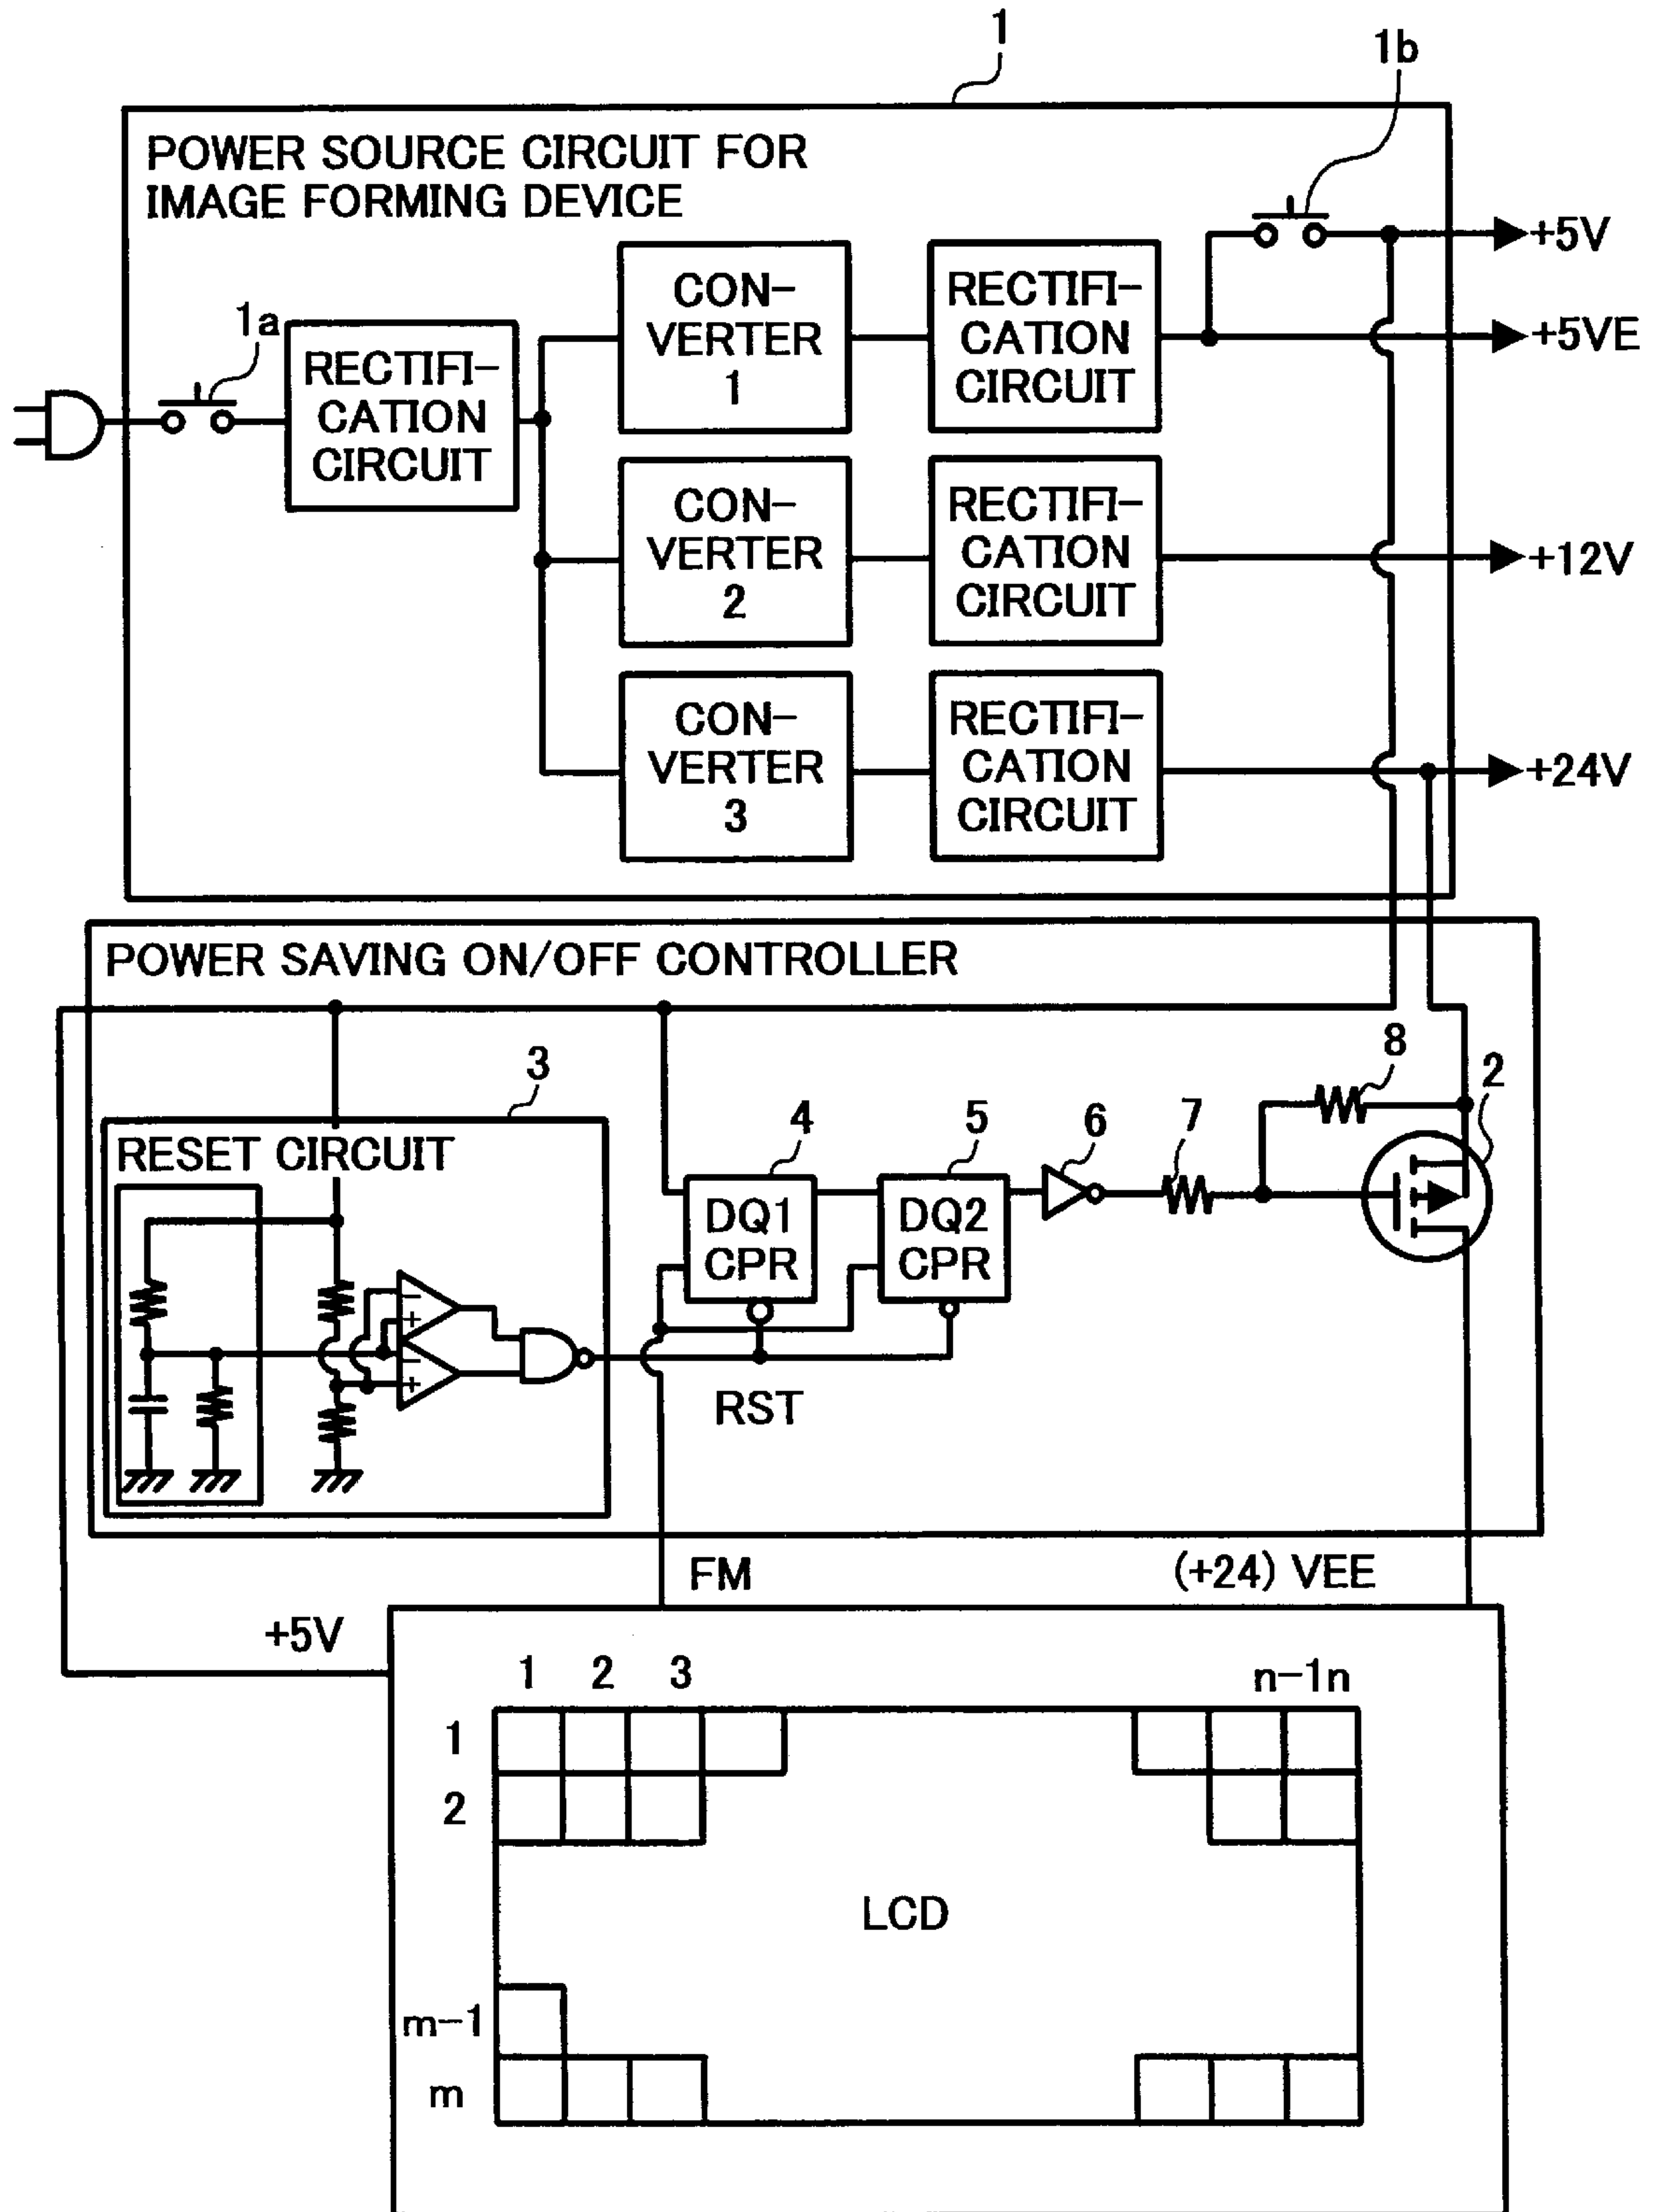 1
1b
POWER SOURCE CIRCUIT FOR
IMAGE FORMING DEVICE
+5V
1a
RECTIFI-
CATION
CIRCUIT
CON-
VERTER
1
RECTIFI-
CATION
CIRCUIT
+5VE
CON-
VERTER
2
RECTIFI-
CATION
CIRCUIT
+12V
CON-
VERTER
3
RECTIFI-
CATION
CIRCUIT
+24V
POWER SAVING ON/OFF CONTROLLER
3
RESET CIRCUIT
-
+
-
+
4
DQ1
CPR
5
DQ2
CPR
6
7
8
2
RST
FM
(+24) VEE
+5V
1 2 3 n-1n
1
2
LCD
m-1
m